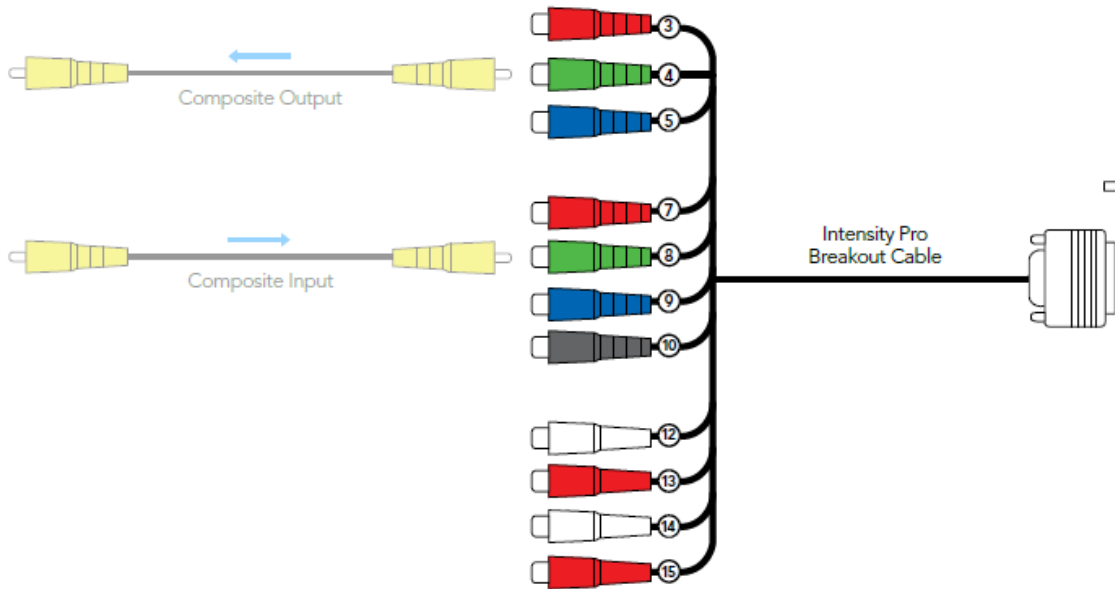 3
Composite Output
4
5
7
Composite Input
8
9
10
Intensity Pro
Breakout Cable
12
13
14
15